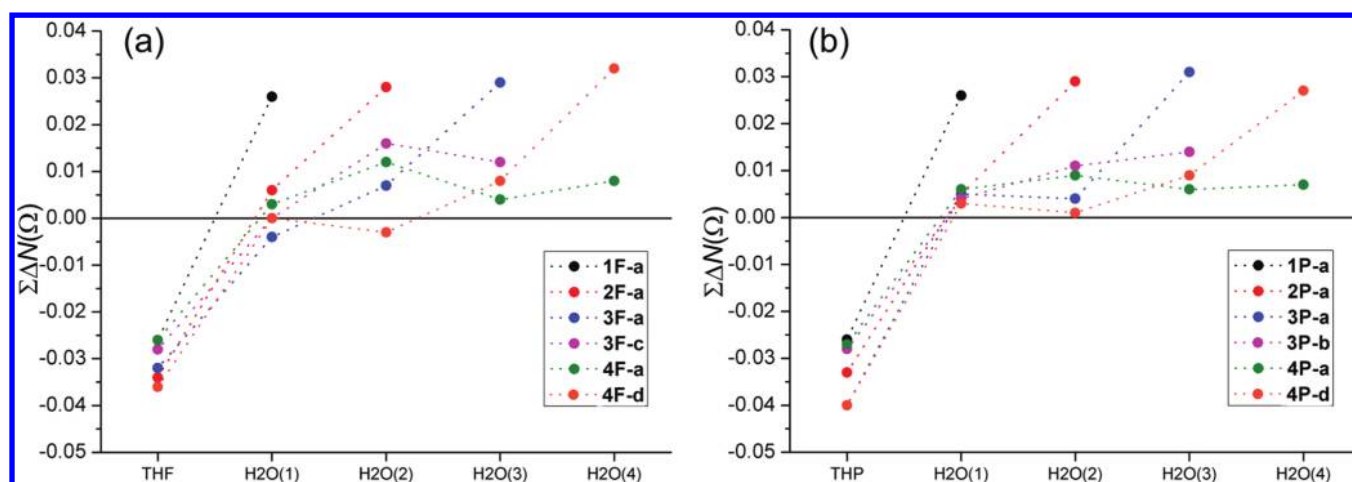 (a)
0.04
0.03
0.02
0.01
0.00
-0.01
-0.02
-0.03
-0.04
-0.05
ΣΔN(Ω)
THF H2O(1) H2O(2) H2O(3) H2O(4)
1F-a
2F-a
3F-a
3F-c
4F-a
4F-d
(b)
0.04
0.03
0.02
0.01
0.00
-0.01
-0.02
-0.03
-0.04
-0.05
ΣΔN(Ω)
THP H2O(1) H2O(2) H2O(3) H2O(4)
1P-a
2P-a
3P-a
3P-b
4P-a
4P-d